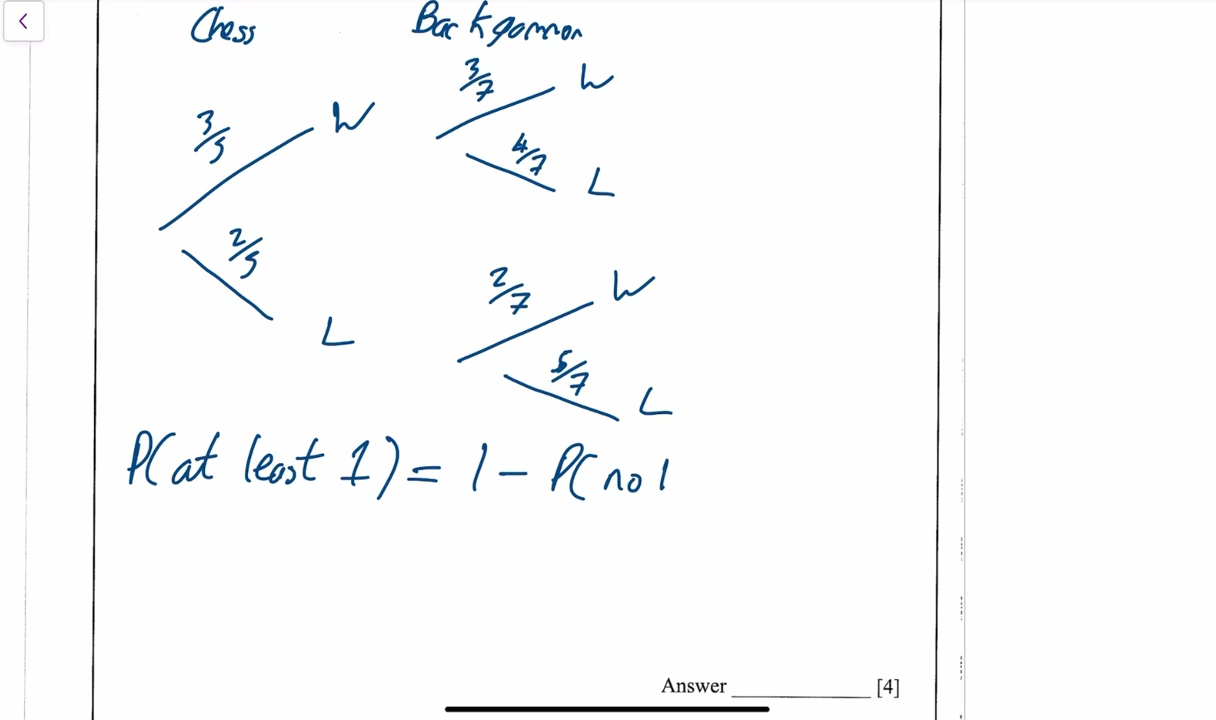 Chess Backgammon
3/7 W
3/5 W
4/7 L
2/5
2/7 W
L
5/7 L
P(at least 1) = 1 - P(no l
Answer ____________ [4]